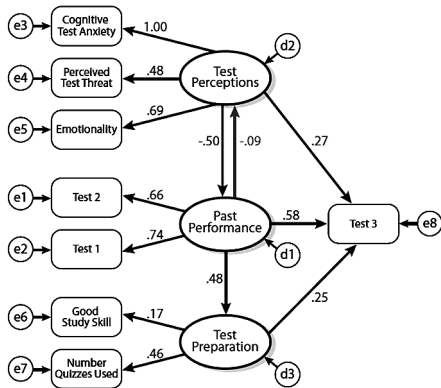 e3
Cognitive
Test Anxiety
1.00
d2
e4
Perceived
Test Threat
.48
Test
Perceptions
e5
Emotionality
.69
-.50
-.09
.27
e1
Test 2
.66
Past
Performance
.58
Test 3
e8
e2
Test 1
.74
d1
.48
.25
e6
Good
Study Skill
.17
Test
Preparation
e7
Number
Quizzes Used
.46
d3